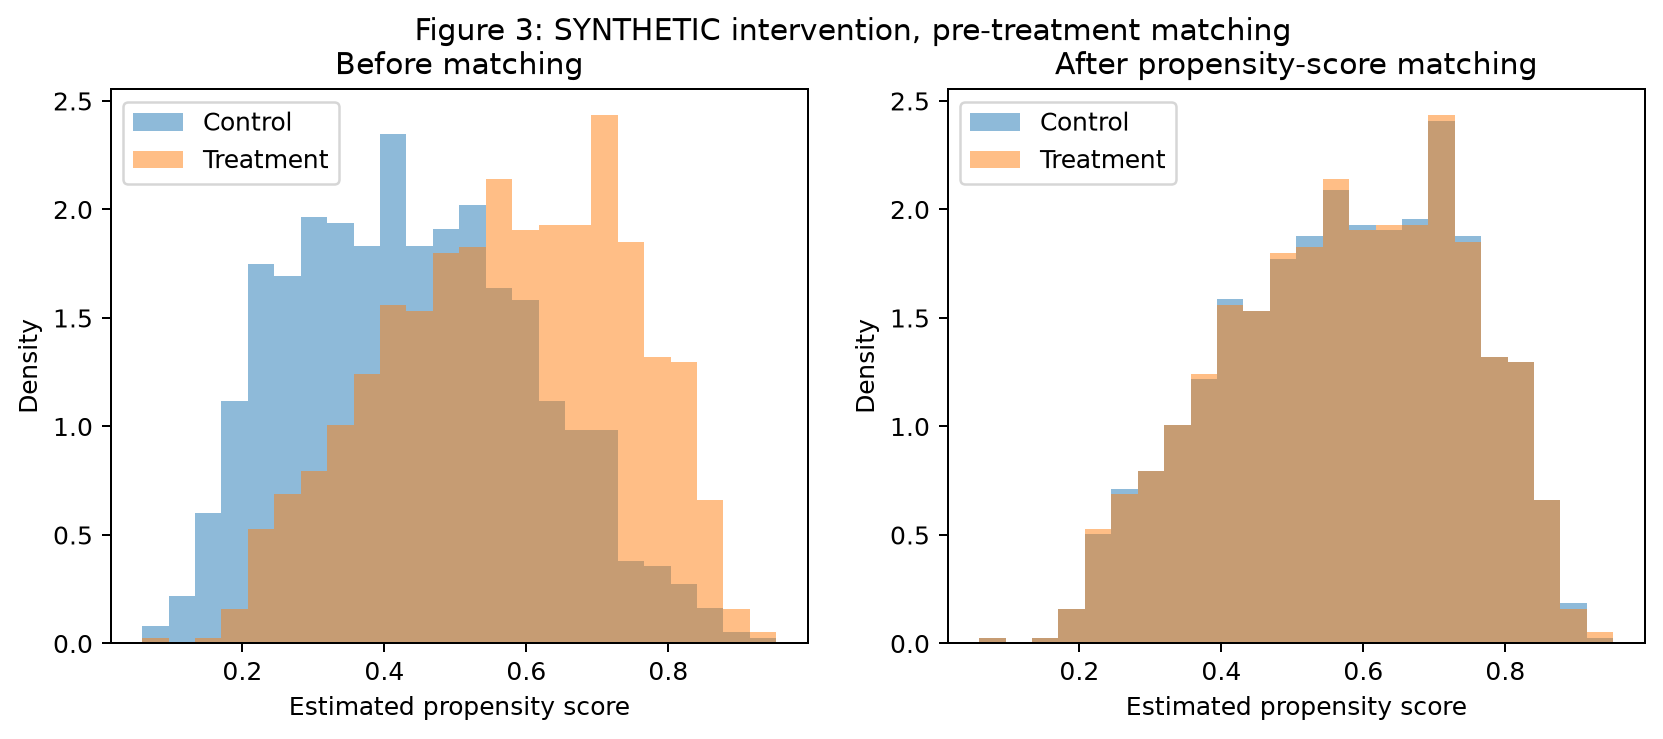 Figure 3: SYNTHETIC intervention, pre-treatment matching
Before matching
2.5
2.0
1.5
1.0
0.5
0.0
Density
Control
Treatment
0.2 0.4 0.6 0.8
Estimated propensity score
After propensity-score matching
2.5
2.0
1.5
1.0
0.5
0.0
Density
Control
Treatment
0.2 0.4 0.6 0.8
Estimated propensity score